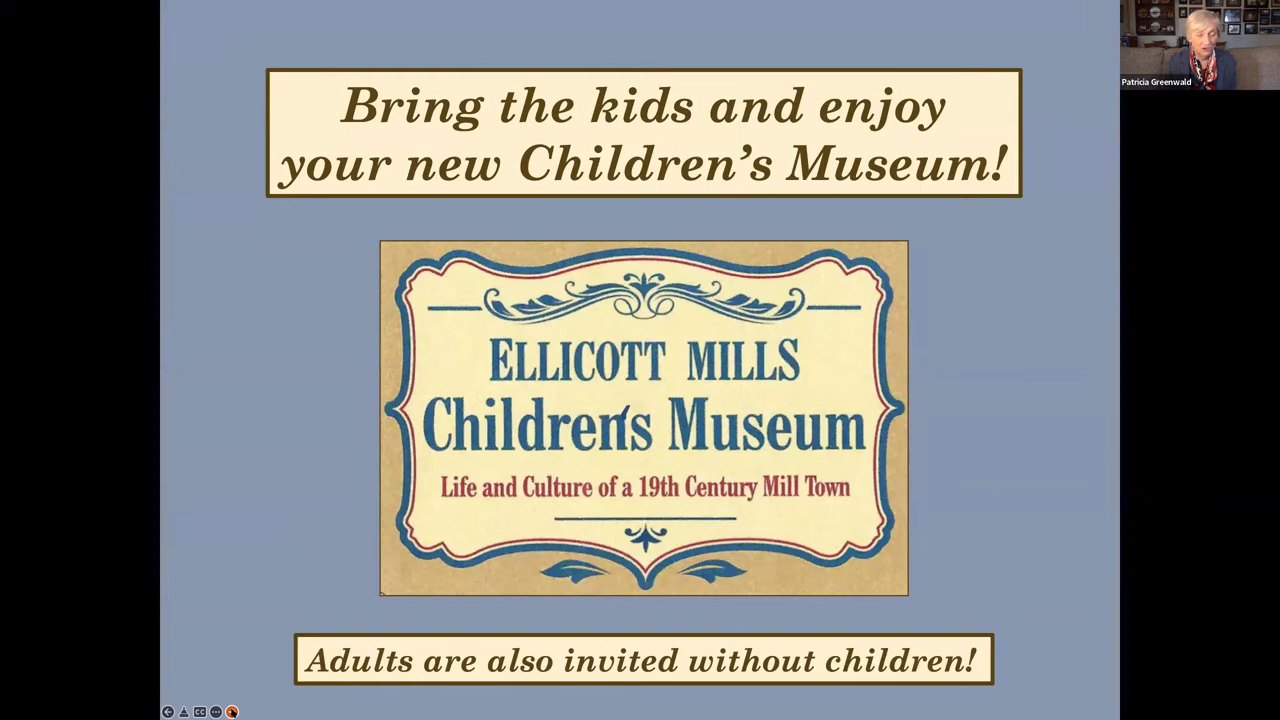 Bring the kids and enjoy
your new Children's Museum!
Patricia Greenwald
ELLICOTT MILLS
Children's Museum
Life and Culture of a 19th Century Mill Town
Adults are also invited without children!
CC